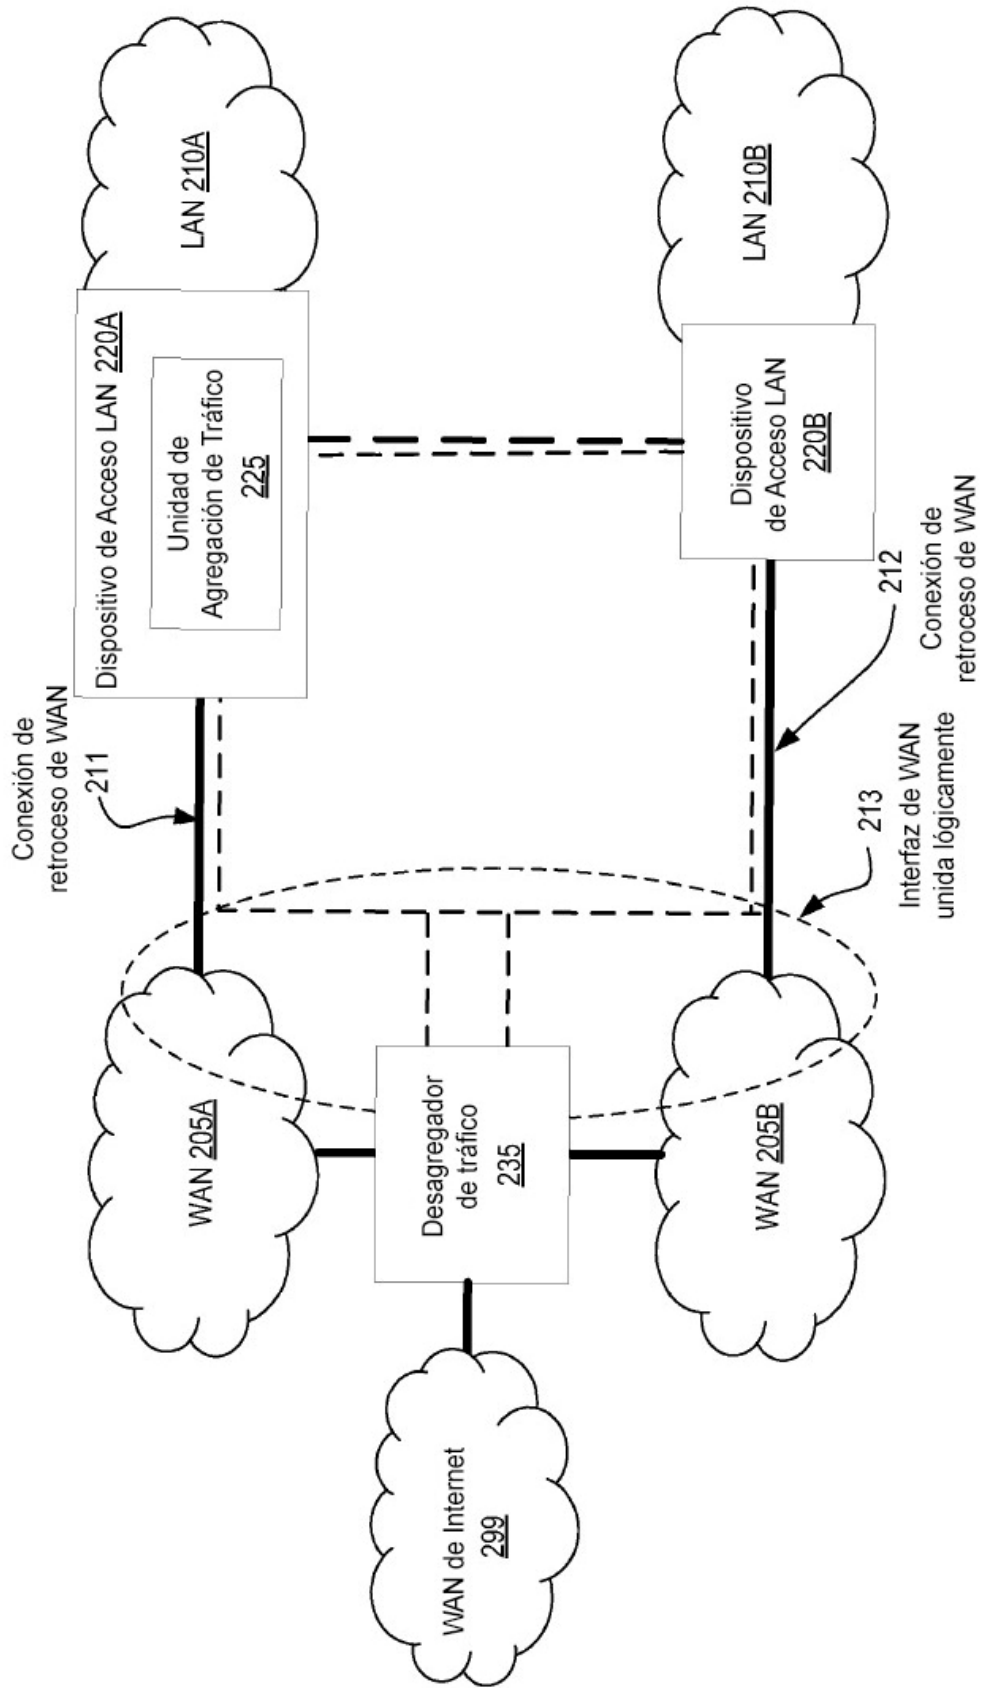 Conexión de
retroceso de WAN
211
Dispositivo de Acceso LAN 220A
Unidad de
Agregación de Tráfico
225
LAN 210A
WAN 205A
WAN de Internet
299
Desagregador
de tráfico
235
WAN 205B
Dispositivo
de Acceso LAN
220B
LAN 210B
213
Interfaz de WAN
unida lógicamente
212
Conexión de
retroceso de WAN